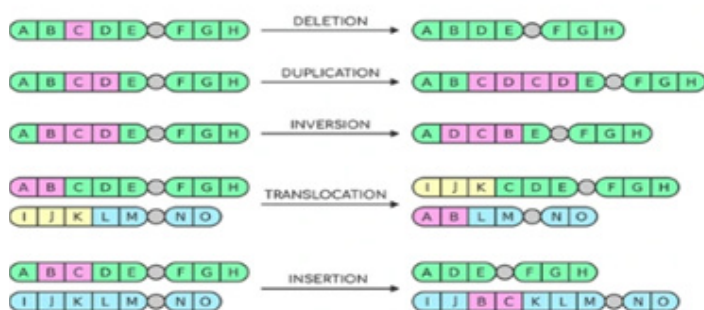 DELETION
A B C D E F G H A B D E F G H
DUPLICATION
A B C D E F G H A B C D C D E F G H
INVERSION
A B C D E F G H A D C B E F G H
A B C D E F G H I J K C D E F G H
TRANSLOCATION
I J K L M N O A B L M N O
A B C D E F G H A D E F G H
INSERTION
I J K L M N O I J B C K L M N O